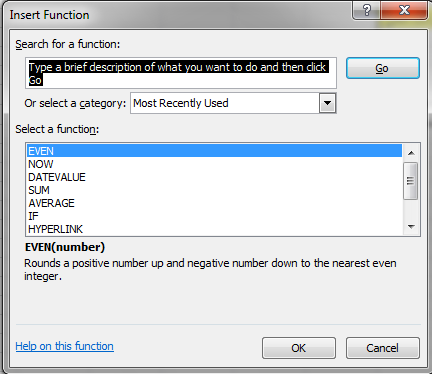 Insert Function
Search for a function:
Type a brief description of what you want to do and then click
Go
Go
Or select a category: Most Recently Used
Select a function:
EVEN
NOW
DATEVALUE
SUM
AVERAGE
IF
HYPERLINK
EVEN(number)
Rounds a positive number up and negative number down to the nearest even
integer.
Help on this function
OK
Cancel